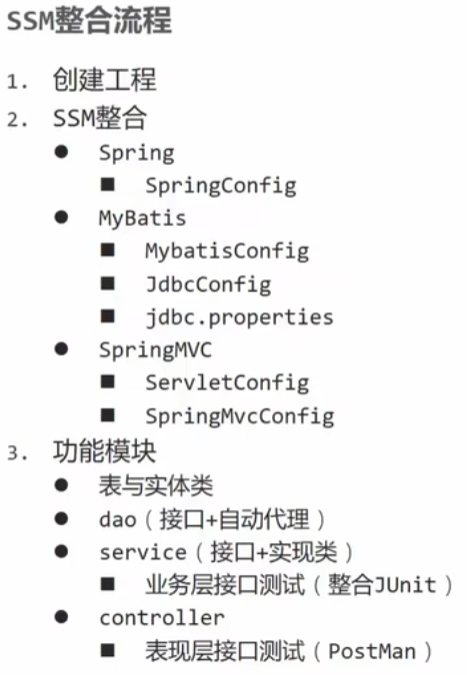 SSM整合流程
1. 创建工程
2. SSM整合
● Spring
■ SpringConfig
● MyBatis
■ MybatisConfig
■ JdbcConfig
■ jdbc.properties
● SpringMVC
■ ServletConfig
■ SpringMvcConfig
3. 功能模块
● 表与实体类
● dao（接口+自动代理）
● service（接口+实现类）
■ 业务层接口测试（整合JUnit）
● controller
■ 表现层接口测试（PostMan）